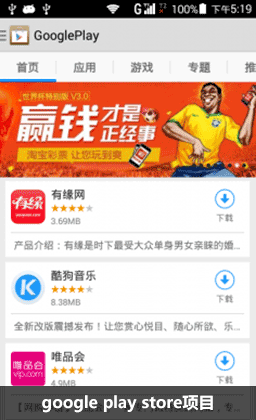 G 100% 下午5:19
GooglePlay
首页 应用 游戏 专题 推
世界杯特别版 V3.0
赢钱才是正经事
淘宝彩票 让您玩到爽
有缘
有缘网
3.69MB
下载
产品介绍：有缘是时下最受大众单身男女亲睐的婚...
K
酷狗音乐
8.38MB
下载
全新改版震撼发布！让您赏心悦目、随心所欲、乐...
唯品会
vip.com
唯品会
4.9MB
下载
google play store项目